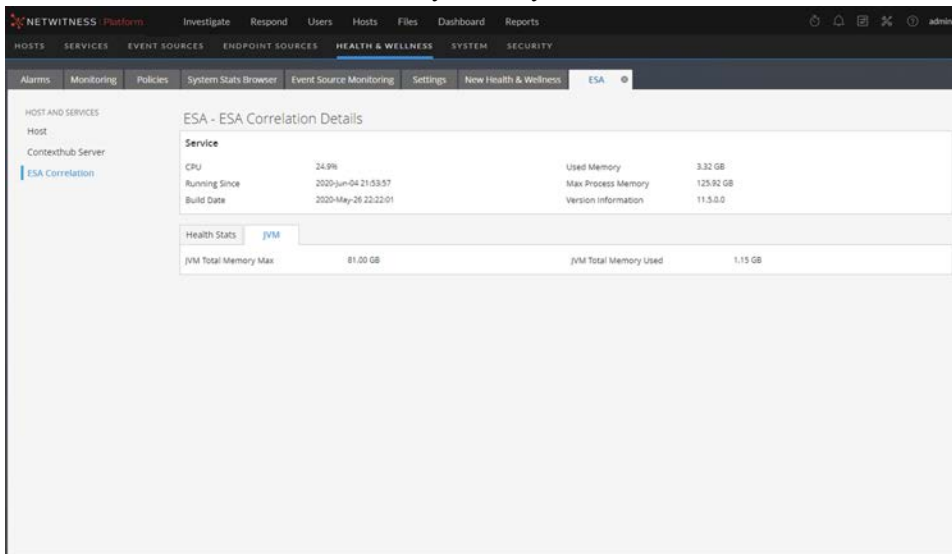 NETWITNESS Platform Investigate Respond Users Hosts Files Dashboard Reports admin
HOSTS SERVICES EVENT SOURCES ENDPOINT SOURCES HEALTH & WELLNESS SYSTEM SECURITY
Alarms Monitoring Policies System Stats Browser Event Source Monitoring Settings New Health & Wellness ESA
HOST AND SERVICES
Host
Contexthub Server
ESA Correlation
ESA - ESA Correlation Details
Service
CPU 24.9% Used Memory 3.32 GB
Running Since 2020-Jun-04 21:53:57 Max Process Memory 125.92 GB
Build Date 2020-May-26 22:22:01 Version Information 11.5.0.0
Health Stats JVM
JVM Total Memory Max 81.00 GB JVM Total Memory Used 1.15 GB